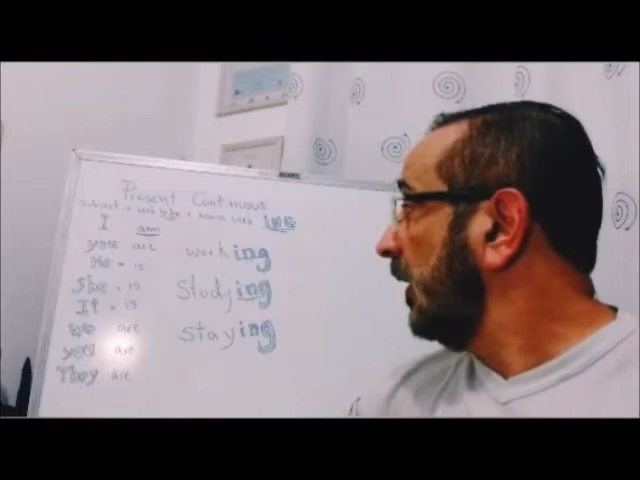 Present Continuous
Subject + verb to be + main verb ING
I am
you are working
He - is
She - is studying
It - is
we are staying
you are
They are